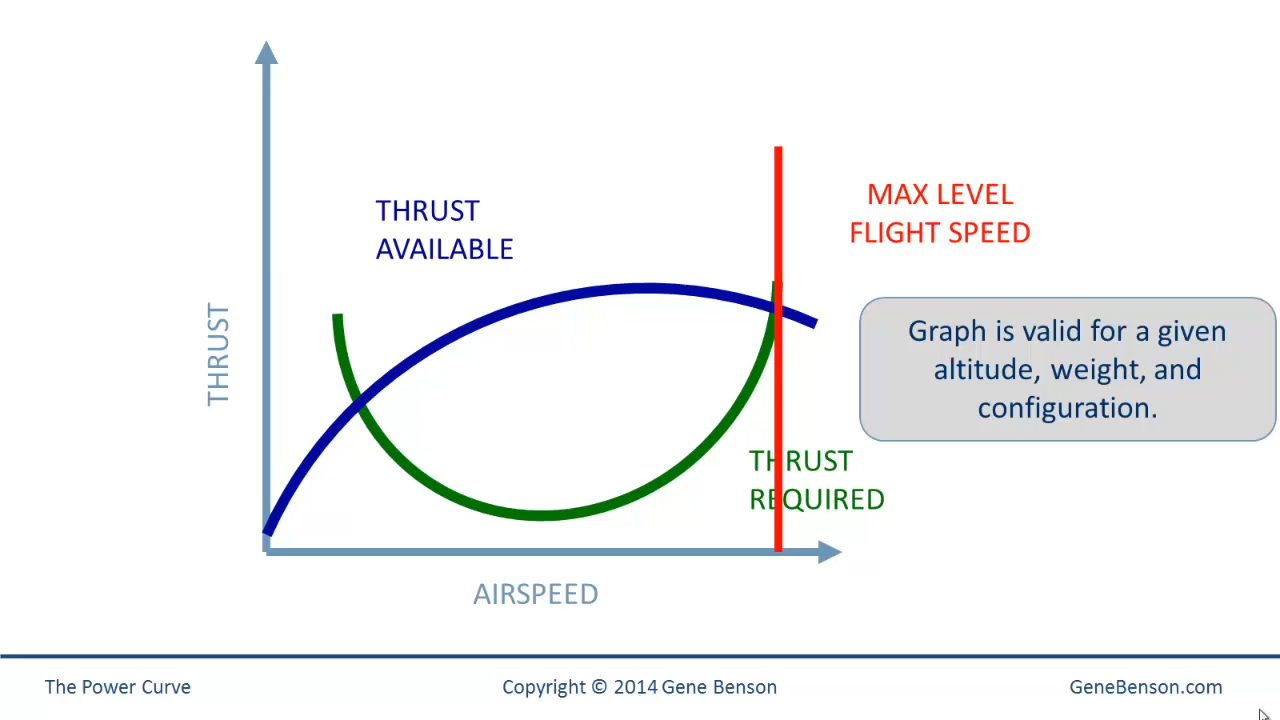 THRUST
AVAILABLE
MAX LEVEL
FLIGHT SPEED
THRUST
Graph is valid for a given
altitude, weight, and
configuration.
THRUST
REQUIRED
AIRSPEED
The Power Curve
Copyright © 2014 Gene Benson
GeneBenson.com